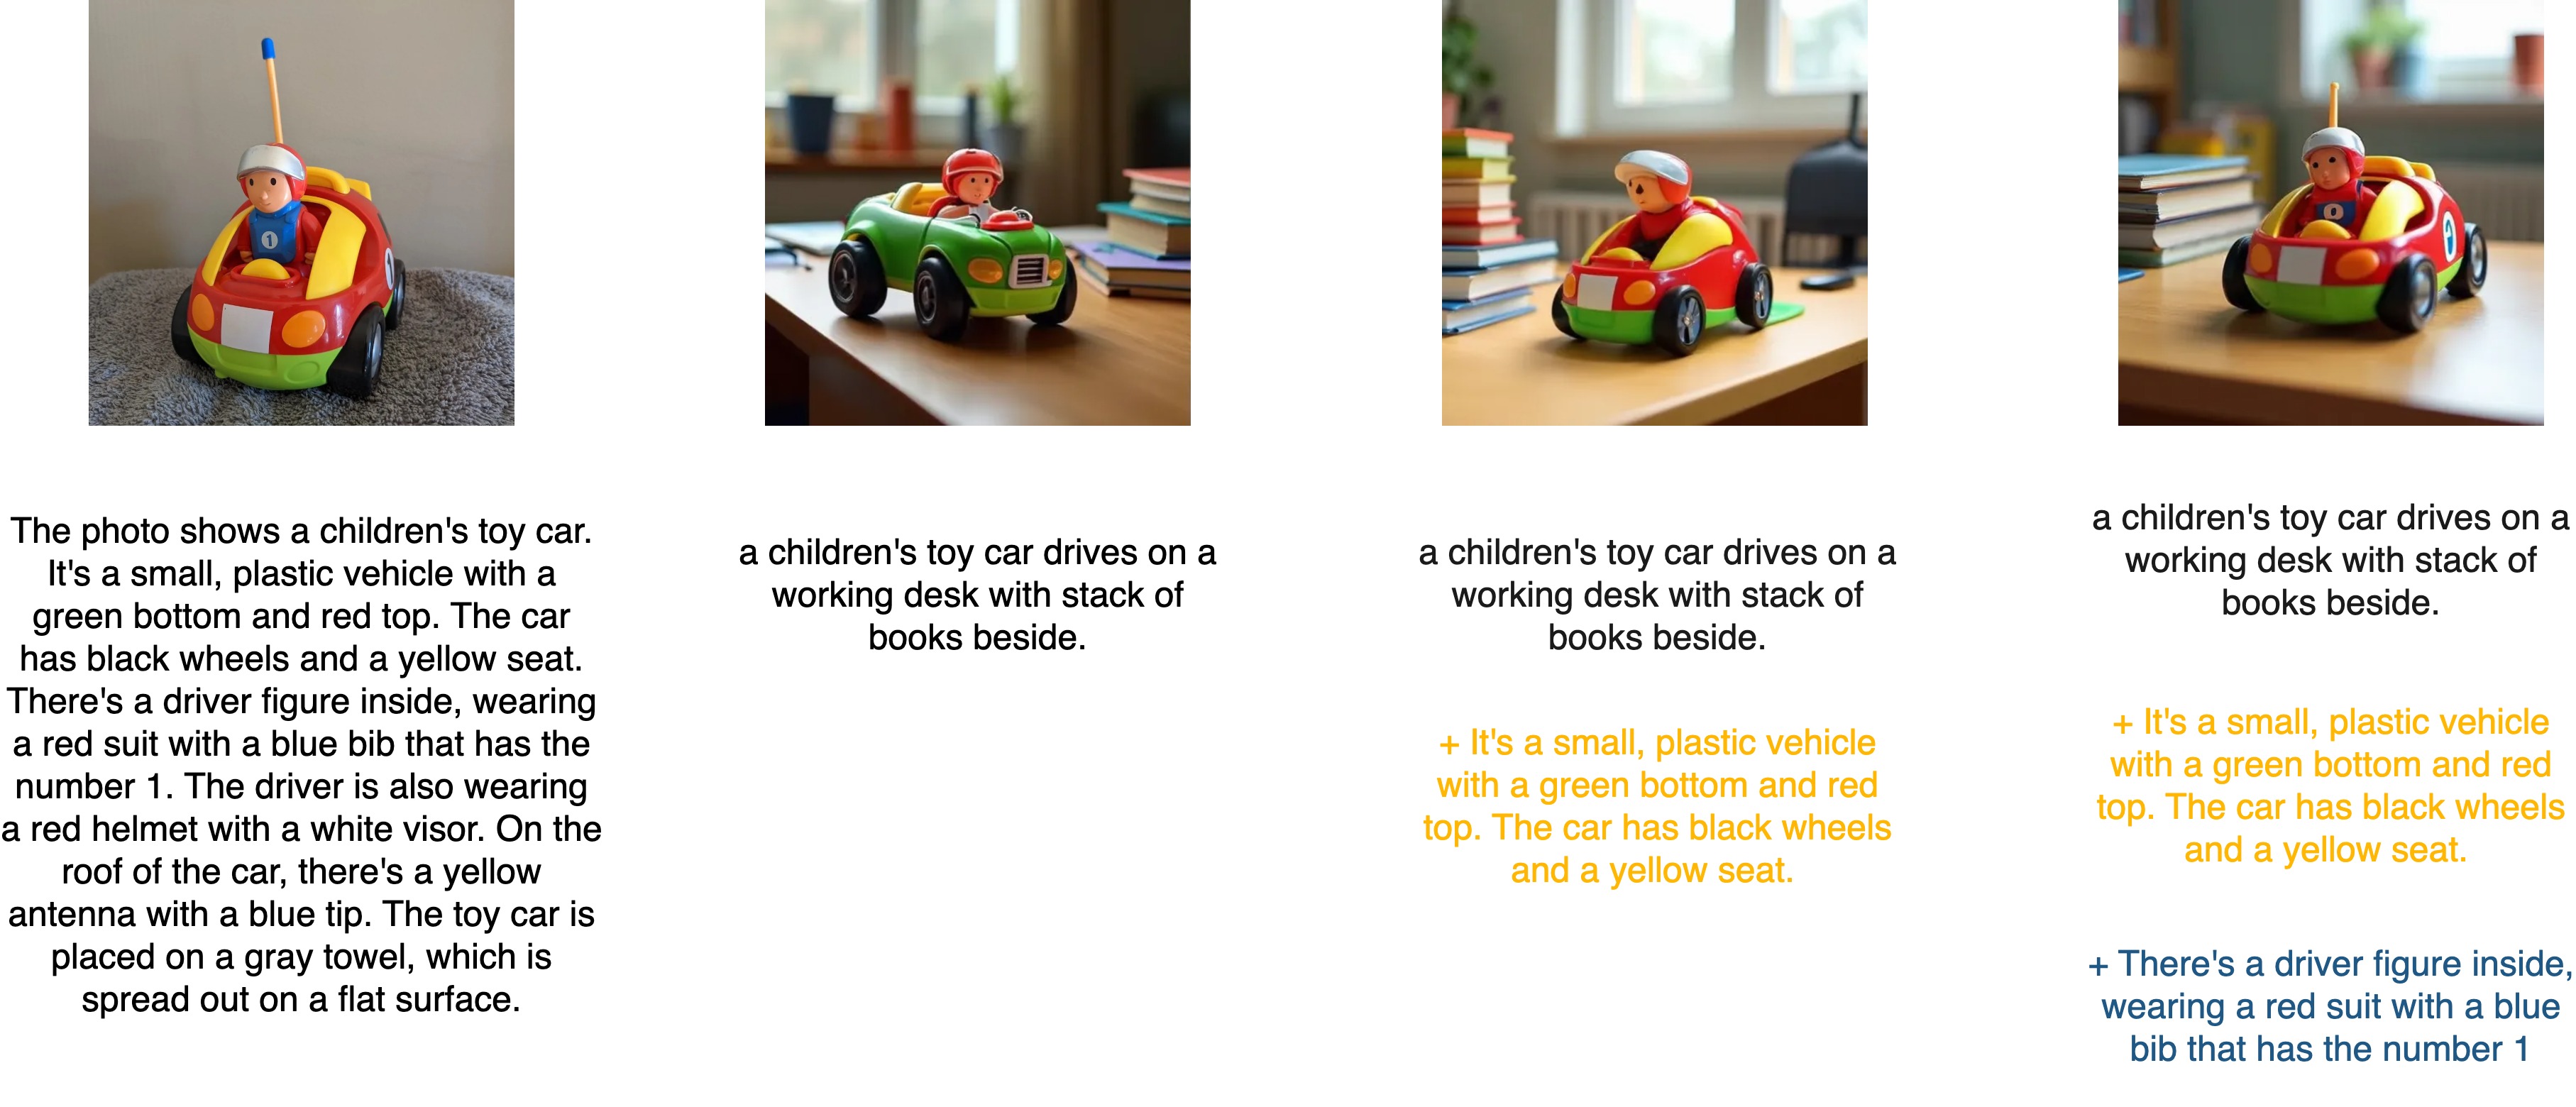 The photo shows a children's toy car.
It's a small, plastic vehicle with a
green bottom and red top. The car
has black wheels and a yellow seat.
There's a driver figure inside, wearing
a red suit with a blue bib that has the
number 1. The driver is also wearing
a red helmet with a white visor. On the
roof of the car, there's a yellow
antenna with a blue tip. The toy car is
placed on a gray towel, which is
spread out on a flat surface.
a children's toy car drives on a
working desk with stack of
books beside.
a children's toy car drives on a
working desk with stack of
books beside.
+ It's a small, plastic vehicle
with a green bottom and red
top. The car has black wheels
and a yellow seat.
a children's toy car drives on a
working desk with stack of
books beside.
+ It's a small, plastic vehicle
with a green bottom and red
top. The car has black wheels
and a yellow seat.
+ There's a driver figure inside,
wearing a red suit with a blue
bib that has the number 1
1
1